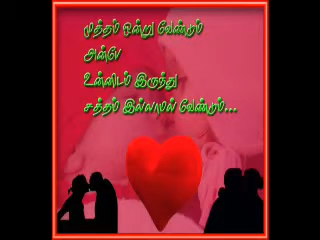 முத்தம் ஒன்று வேண்டும்
அன்பே
உன்னிடம் இருந்து
சத்தம் இல்லாமல் வேண்டும்...